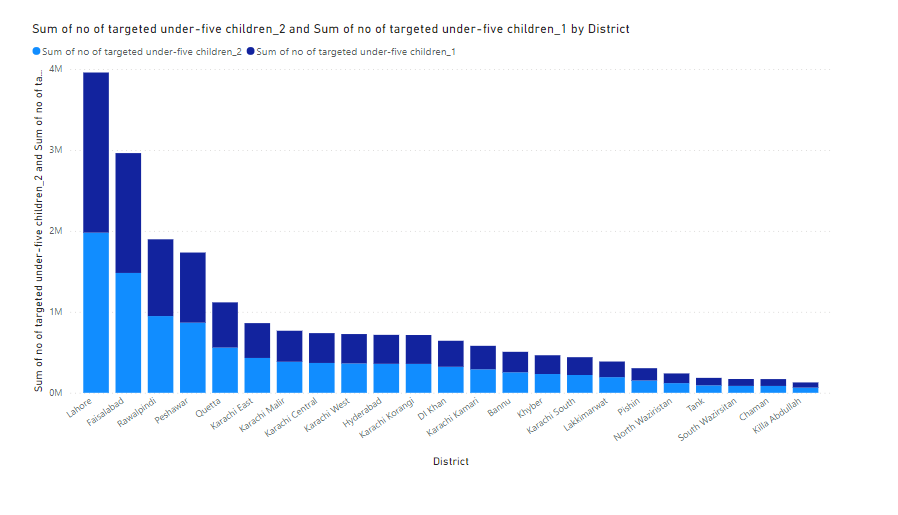 Sum of no of targeted under-five children_2 and Sum of no of targeted under-five children_1 by District
Sum of no of targeted under-five children_2 Sum of no of targeted under-five children_1
Sum of no of targeted under-five children_2 and Sum of no of ta...
4M
3M
2M
1M
0M
Lahore
Faisalabad
Rawalpindi
Peshawar
Quetta
Karachi East
Karachi Malir
Karachi Central
Karachi West
Hyderabad
Karachi Korangi
DI Khan
Karachi Kamari
Bannu
Khyber
Karachi South
Lakkimarwat
Pishin
North Waziristan
Tank
South Wazirsitan
Chaman
Killa Abdullah
District